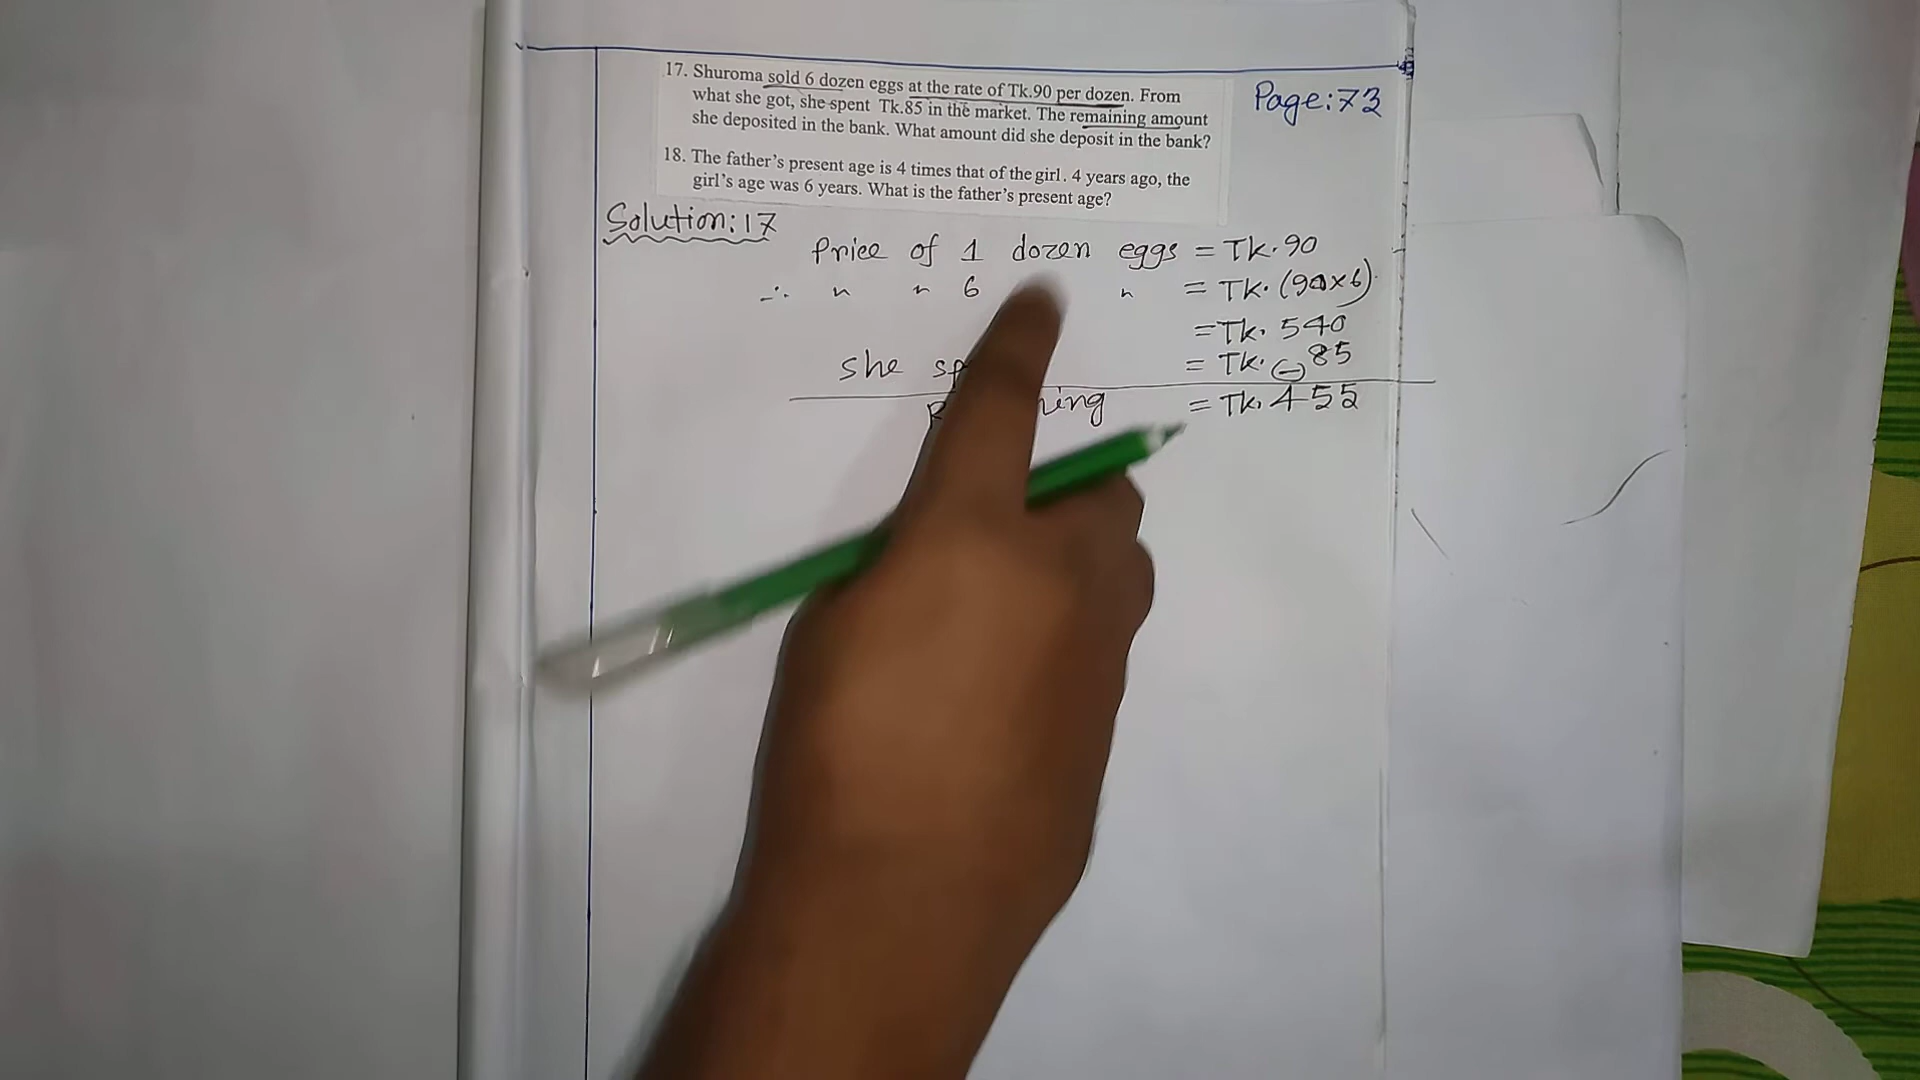 17. Shuroma sold 6 dozen eggs at the rate of Tk.90 per dozen. From
what she got, she spent Tk.85 in the market. The remaining amount
she deposited in the bank. What amount did she deposit in the bank?
18. The father's present age is 4 times that of the girl. 4 years ago, the
girl's age was 6 years. What is the father's present age?
Page:73
Solution:17
Price of 1 dozen eggs = Tk.90
∴ " " 6 " = Tk. (90×6)
= Tk. 540
she = Tk. (-) 85
= Tk. 455